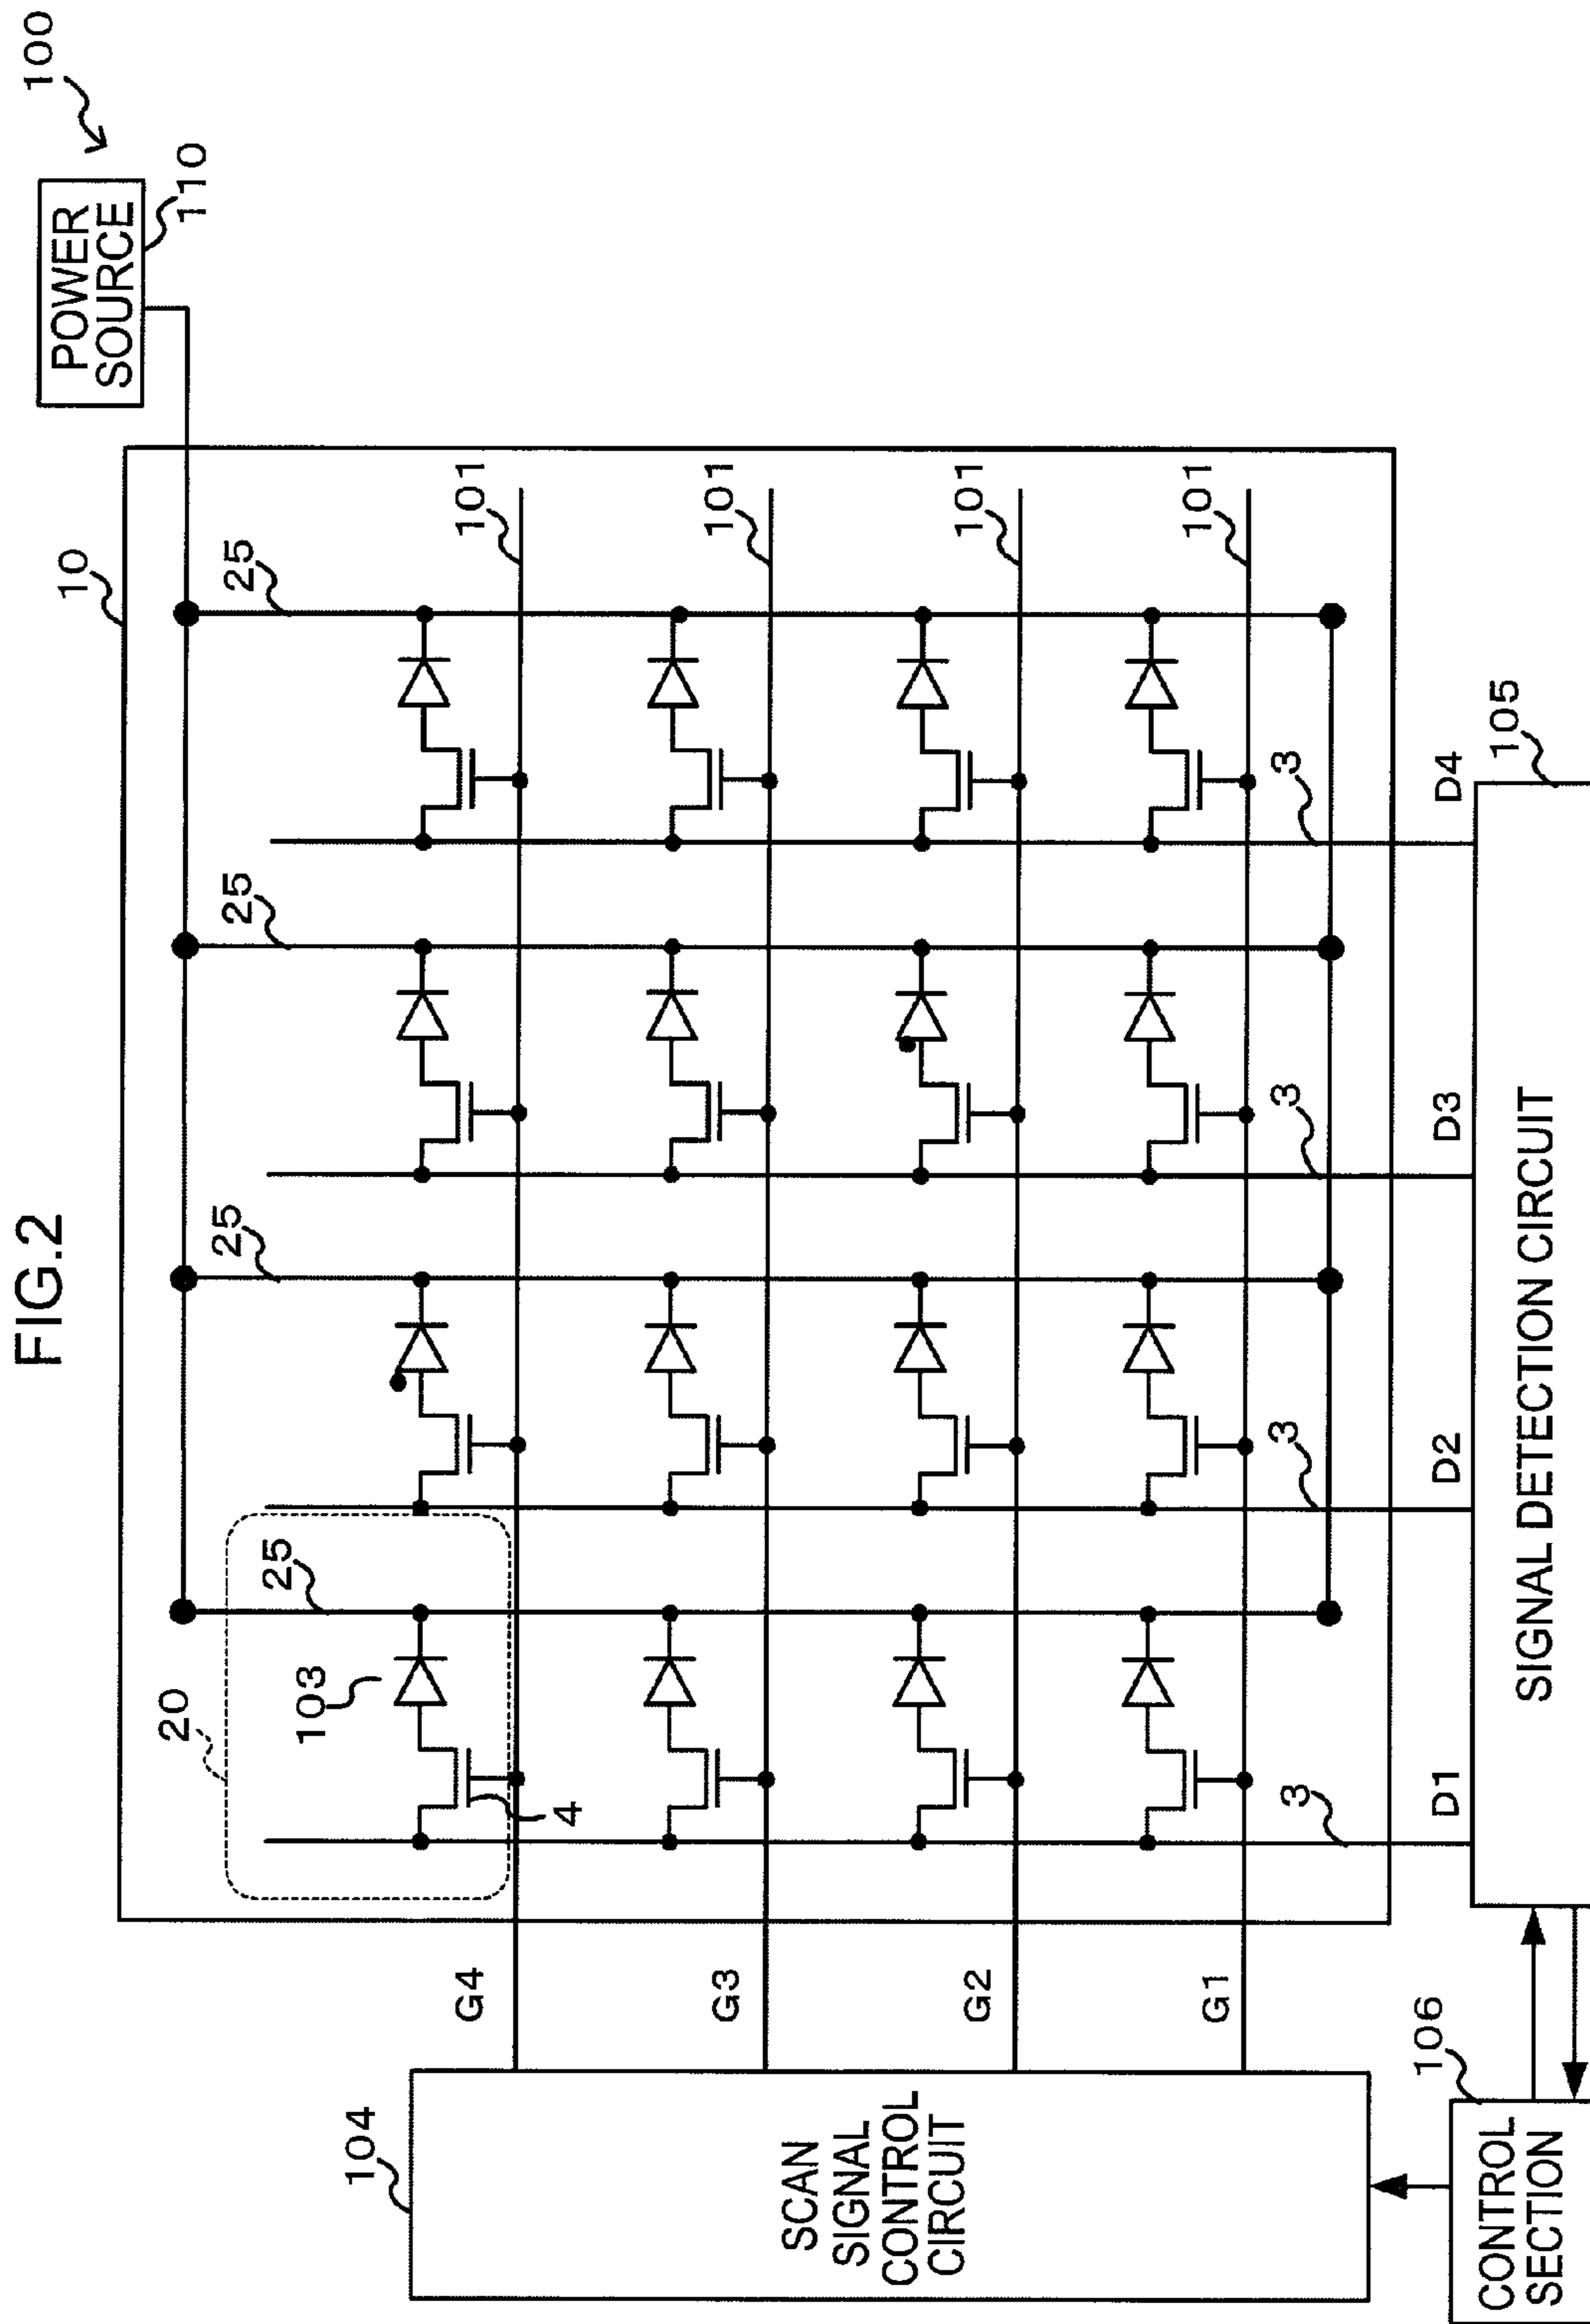 FIG.2
100
POWER
SOURCE
110
10
20
25
25
25
25
103
4
101
101
101
101
3
3
3
3
G4
G3
G2
G1
D1
D2
D3
D4
104
SCAN
SIGNAL
CONTROL
CIRCUIT
105
SIGNAL DETECTION CIRCUIT
106
CONTROL
SECTION